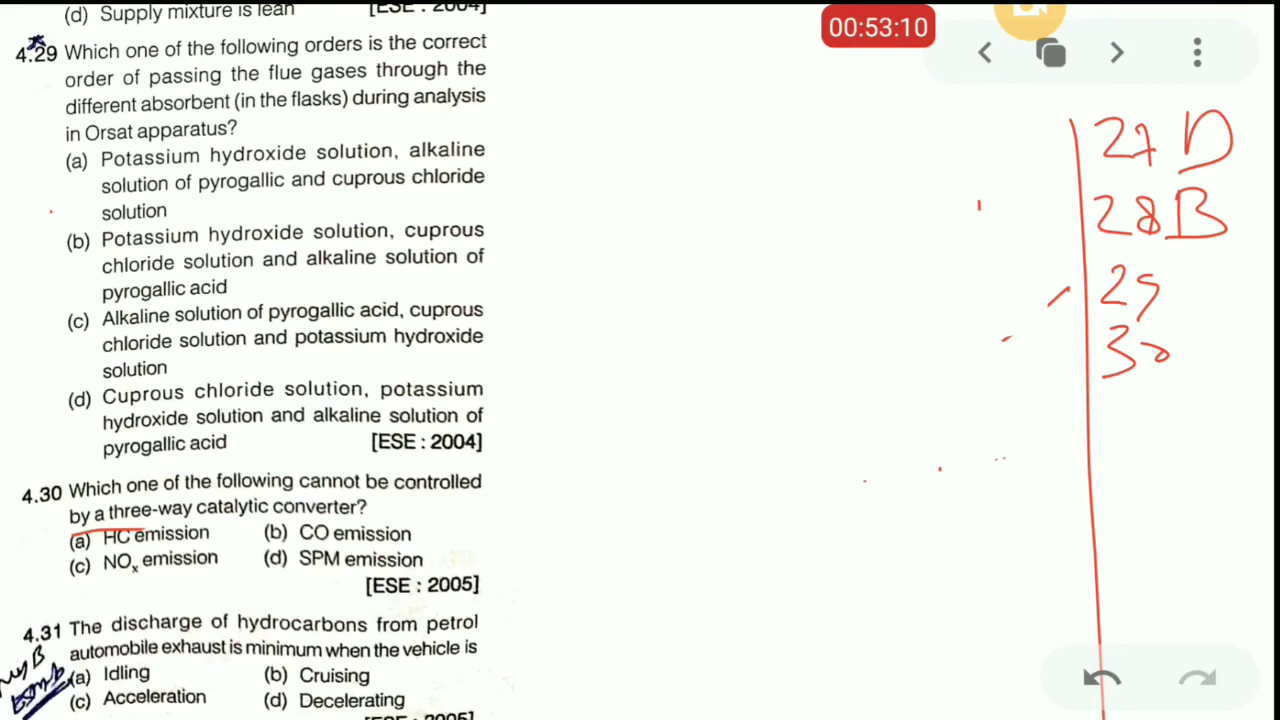 (d) Supply mixture is lean [ESE : 2004]
00:53:10
4.29 Which one of the following orders is the correct
order of passing the flue gases through the
different absorbent (in the flasks) during analysis
in Orsat apparatus?
(a) Potassium hydroxide solution, alkaline
solution of pyrogallic and cuprous chloride
solution
(b) Potassium hydroxide solution, cuprous
chloride solution and alkaline solution of
pyrogallic acid
(c) Alkaline solution of pyrogallic acid, cuprous
chloride solution and potassium hydroxide
solution
(d) Cuprous chloride solution, potassium
hydroxide solution and alkaline solution of
pyrogallic acid [ESE : 2004]
4.30 Which one of the following cannot be controlled
by a three-way catalytic converter?
(a) HC emission (b) CO emission
(c) NOx emission (d) SPM emission
[ESE : 2005]
4.31 The discharge of hydrocarbons from petrol
automobile exhaust is minimum when the vehicle is
(a) Idling (b) Cruising
(c) Acceleration (d) Decelerating
[ESE : 2005]
27 D
28 B
29
30